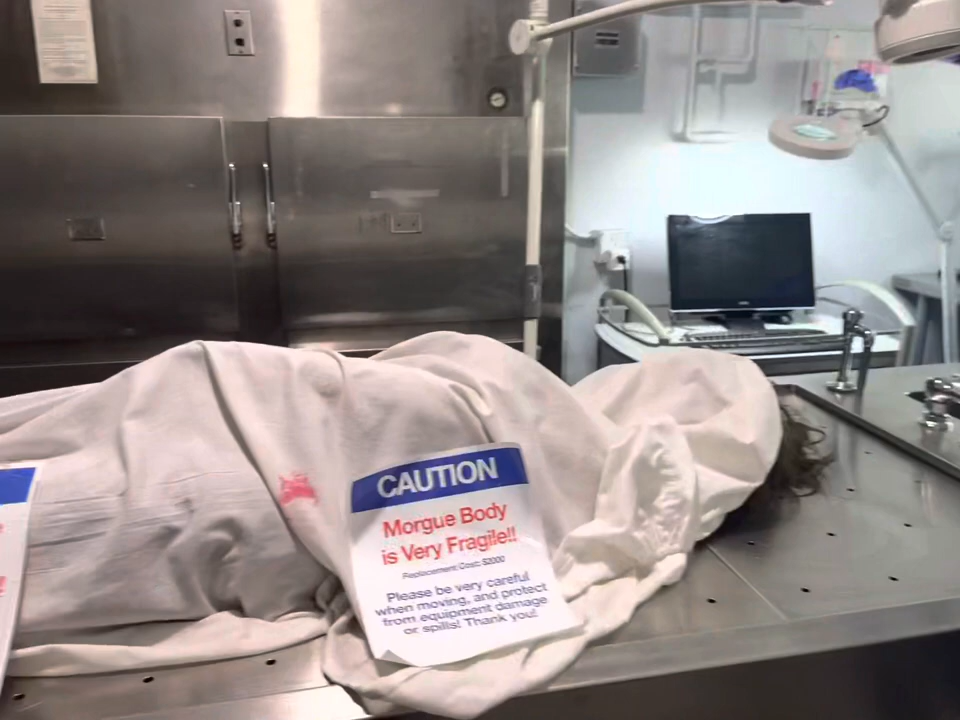 CAUTION
Morgue Body
is Very Fragile!!
Replacement Cost: $2000
Please be very careful
when moving, and protect
from equipment damage
or spills! Thank you!